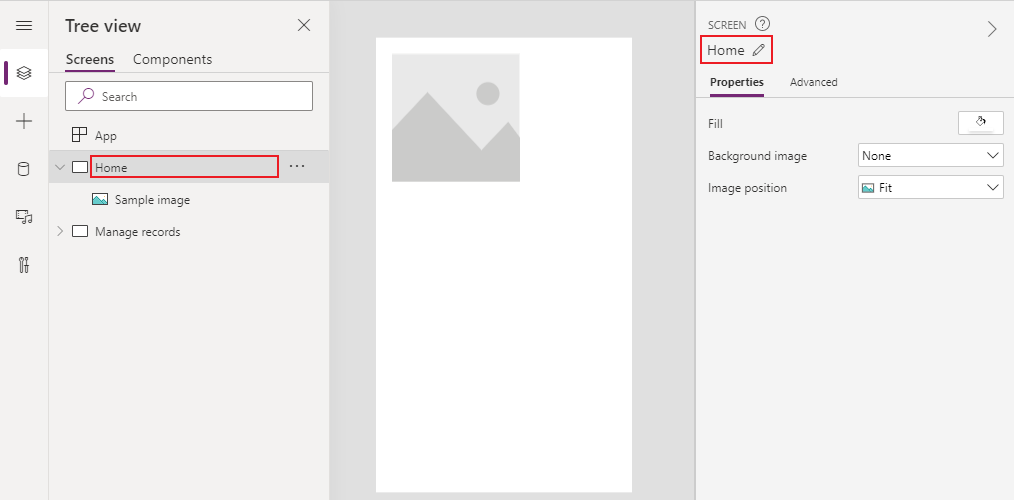 Tree view
Screens Components
Search
App
Home
Sample image
Manage records
SCREEN
Home
Properties Advanced
Fill
Background image None
Image position Fit